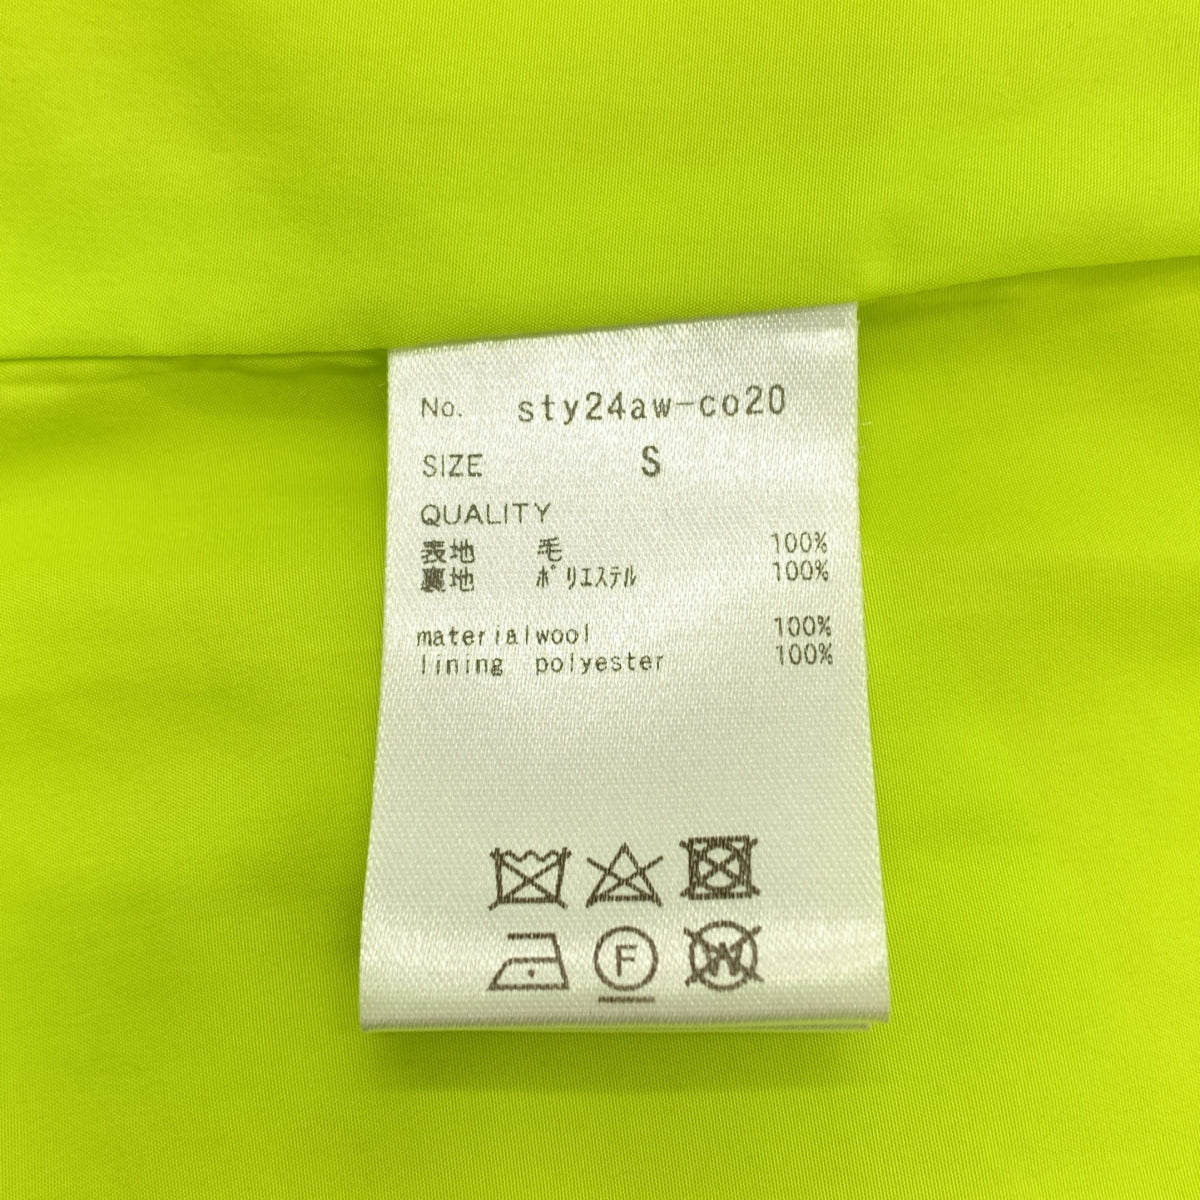 No. sty24aw-co20
SIZE S
QUALITY
表地 毛 100%
裏地 ﾎﾟﾘｴｽﾃﾙ 100%
materialwool 100%
lining polyester 100%
F
W